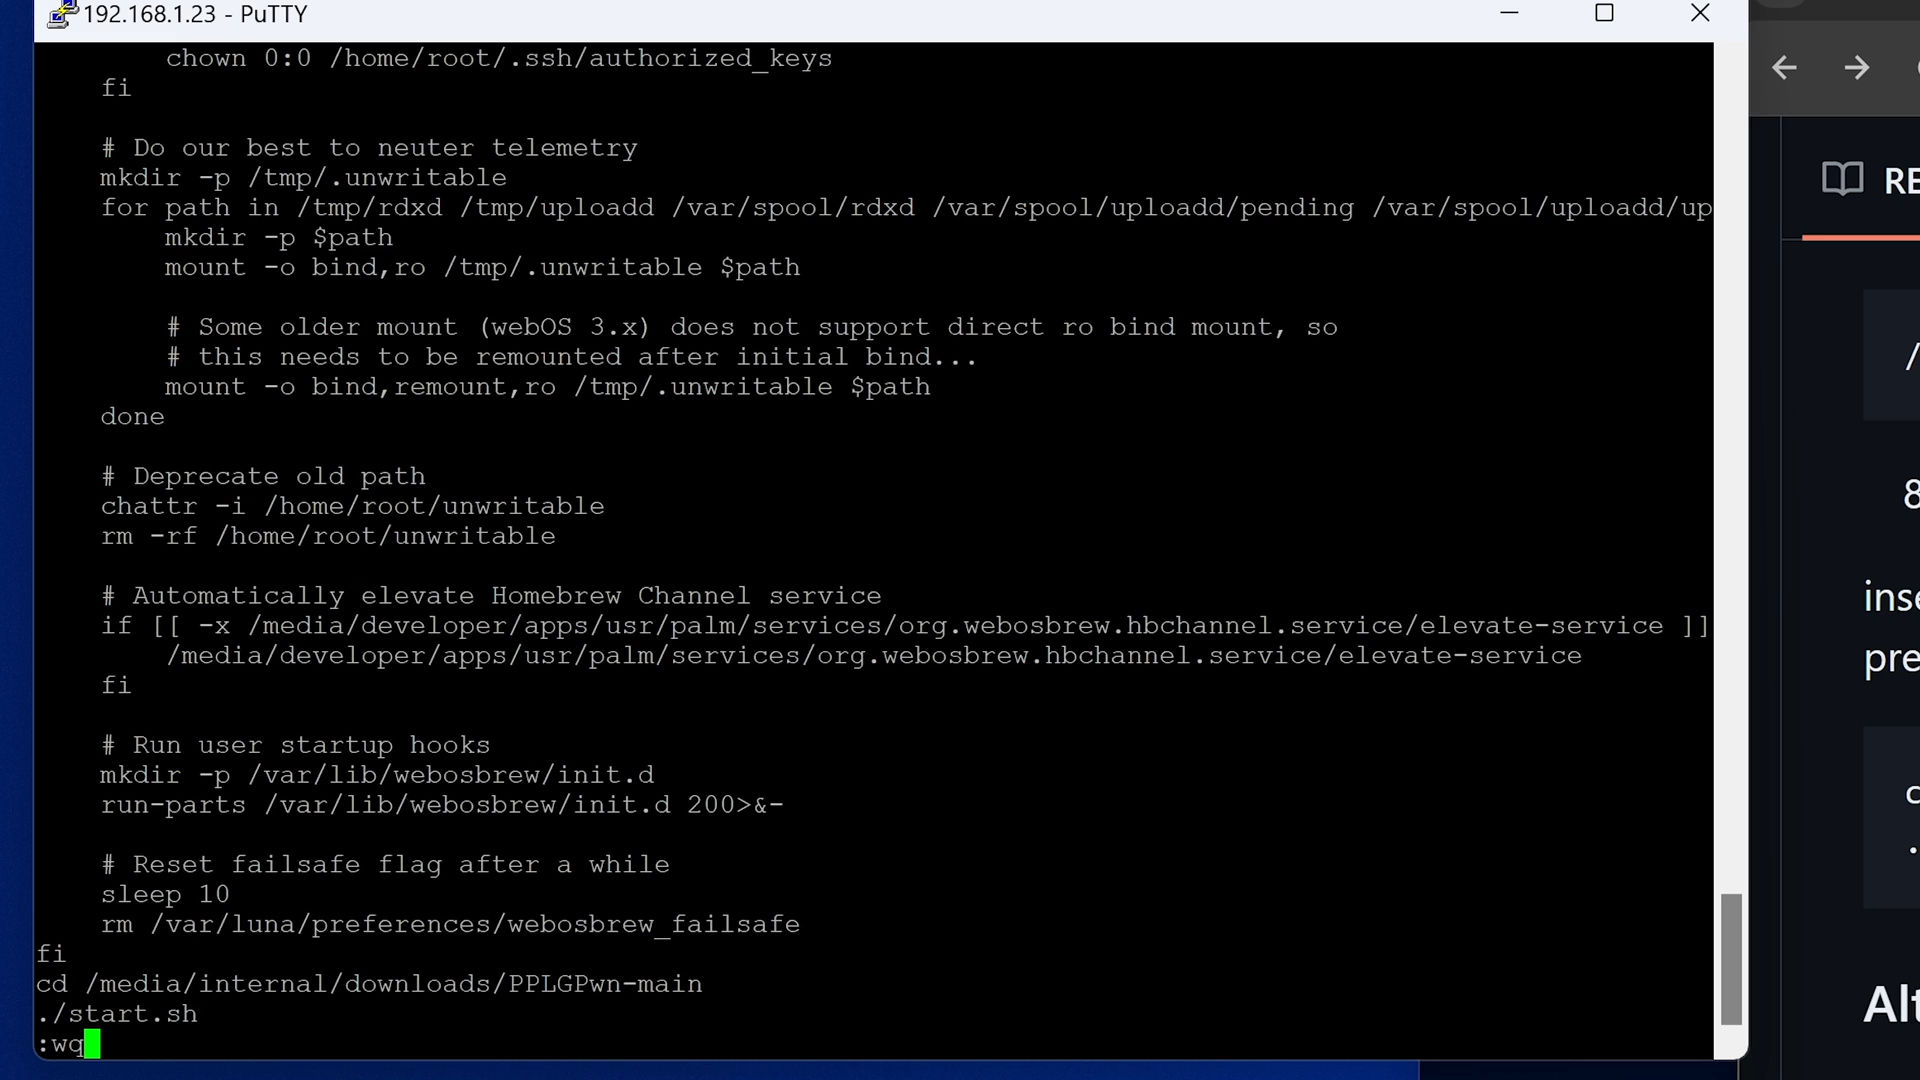 192.168.1.23 - PuTTY
chown 0:0 /home/root/.ssh/authorized_keys
fi
# Do our best to neuter telemetry
mkdir -p /tmp/.unwritable
for path in /tmp/rdxd /tmp/uploadd /var/spool/rdxd /var/spool/uploadd/pending /var/spool/uploadd/up
mkdir -p $path
mount -o bind,ro /tmp/.unwritable $path
# Some older mount (webOS 3.x) does not support direct ro bind mount, so
# this needs to be remounted after initial bind...
mount -o bind,remount,ro /tmp/.unwritable $path
done
# Deprecate old path
chattr -i /home/root/unwritable
rm -rf /home/root/unwritable
# Automatically elevate Homebrew Channel service
if [[ -x /media/developer/apps/usr/palm/services/org.webosbrew.hbchannel.service/elevate-service ]]
/media/developer/apps/usr/palm/services/org.webosbrew.hbchannel.service/elevate-service
fi
# Run user startup hooks
mkdir -p /var/lib/webosbrew/init.d
run-parts /var/lib/webosbrew/init.d 200>&-
# Reset failsafe flag after a while
sleep 10
rm /var/luna/preferences/webosbrew_failsafe
fi
cd /media/internal/downloads/PPLGPwn-main
./start.sh
:wq
RE
/
8
inse
pre
c
.
Alt